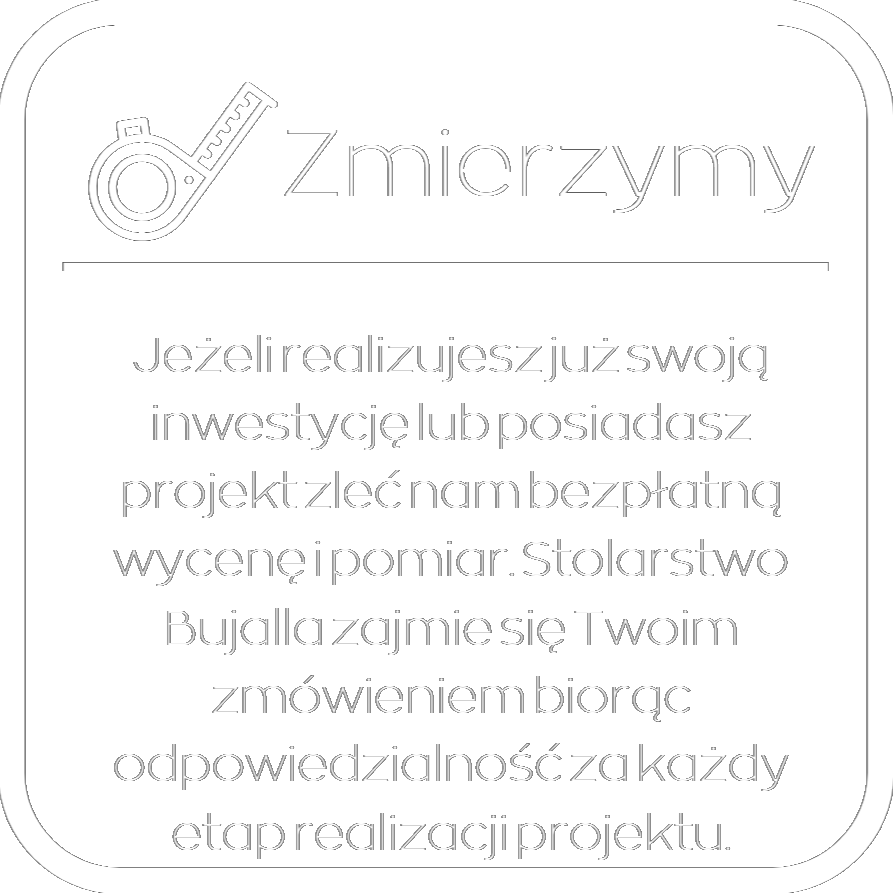 Zmierzymy
Jeżeli realizujesz już swoją
inwestycję lub posiadasz
projekt zleć nam bezpłatną
wycenę i pomiar. Stolarstwo
Bujalla zajmie się Twoim
zmówieniem biorąc
odpowiedzialność za każdy
etap realizacji projektu.